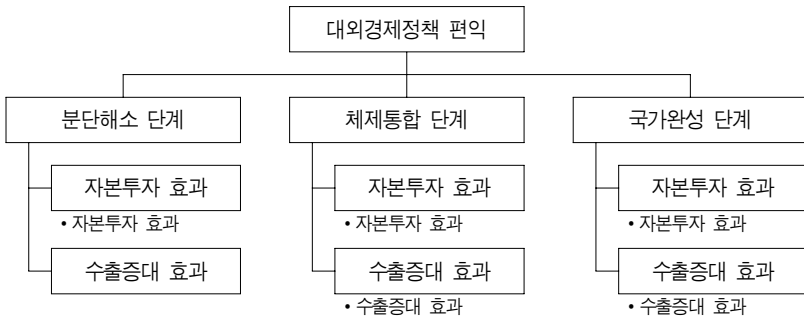 대외경제정책 편익
분단해소 단계 체제통합 단계 국가완성 단계
자본투자 효과 자본투자 효과 자본투자 효과
• 자본투자 효과 • 자본투자 효과 • 자본투자 효과
수출증대 효과 수출증대 효과 수출증대 효과
• 수출증대 효과 • 수출증대 효과